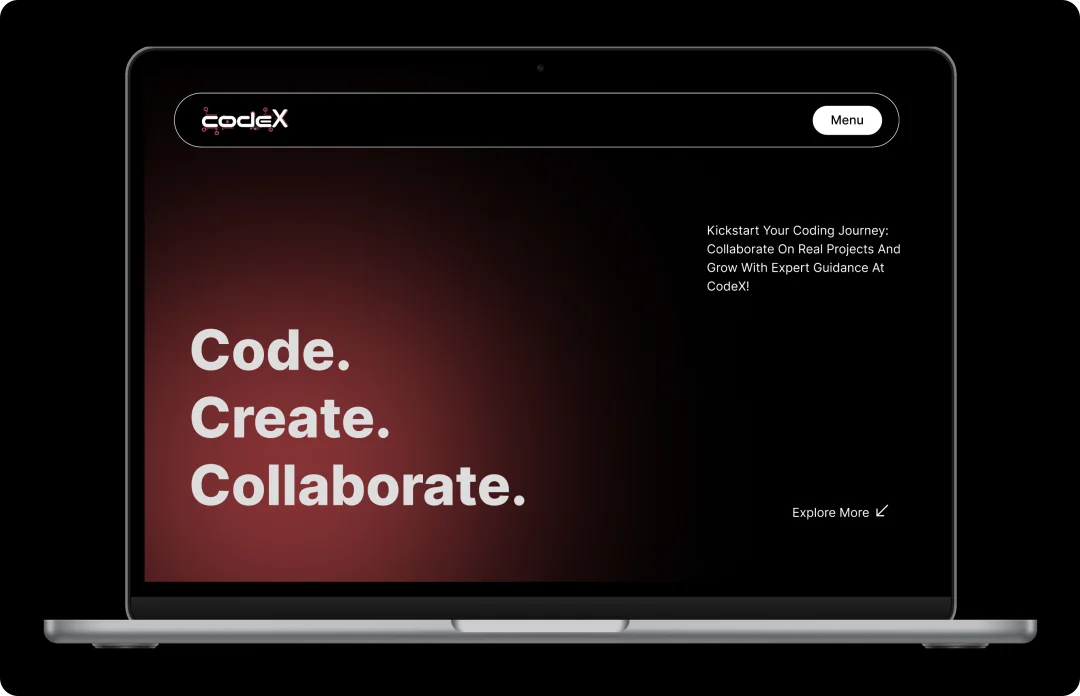 codeX
Menu
Kickstart Your Coding Journey:
Collaborate On Real Projects And
Grow With Expert Guidance At
CodeX!
Code.
Create.
Collaborate.
Explore More